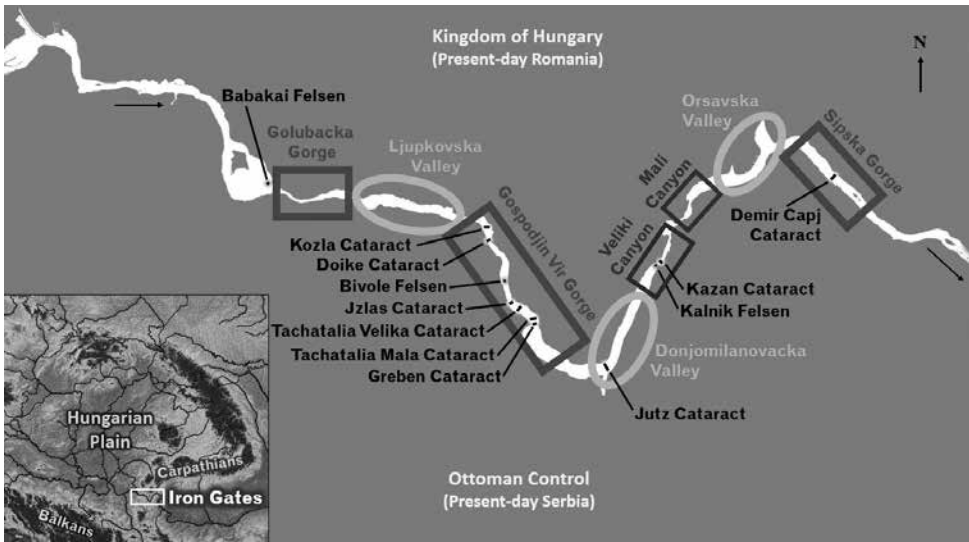 Kingdom of Hungary
(Present-day Romania)
N
Babakai Felsen
Golubacka
Gorge
Ljupkovska
Valley
Orsavska
Valley
Sipska Gorge
Mali
Canyon
Veliki
Canyon
Gospodjin Vir Gorge
Demir Capj
Cataract
Kozla Cataract
Doike Cataract
Bivole Felsen
Jzlas Cataract
Tachatalia Velika Cataract
Tachatalia Mala Cataract
Greben Cataract
Kazan Cataract
Kalnik Felsen
Donjomilanovacka
Valley
Jutz Cataract
Hungarian
Plain
Carpathians
Iron Gates
Balkans
Ottoman Control
(Present-day Serbia)